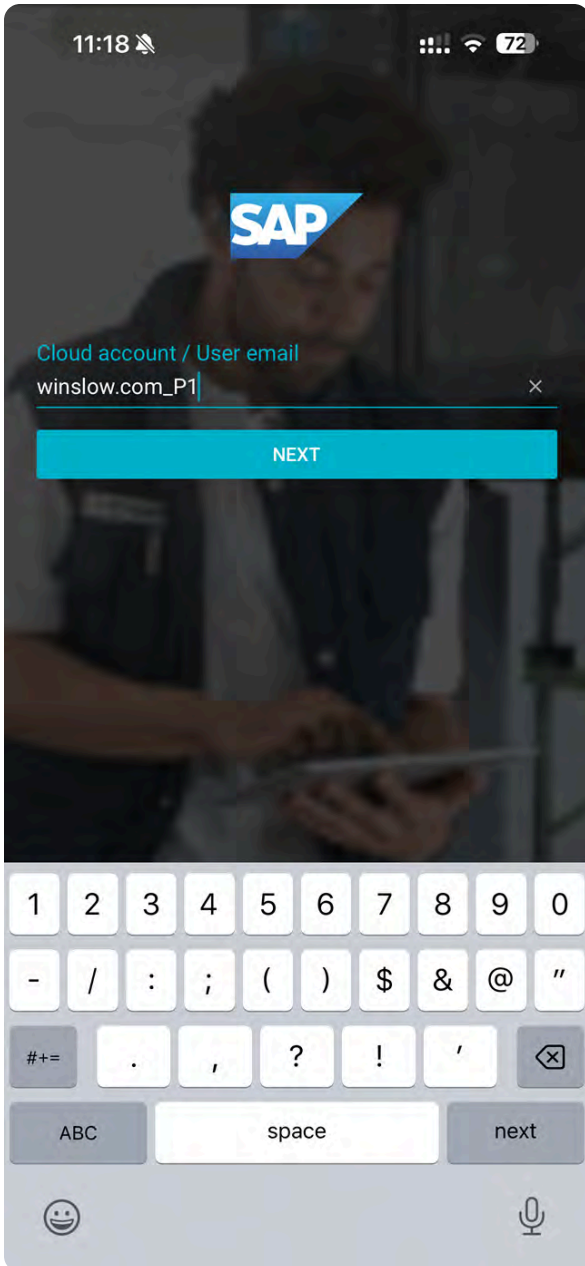 11:18
72
SAP
Cloud account / User email
winslow.com_P1
NEXT
1 2 3 4 5 6 7 8 9 0
- / : ; ( ) $ & @ "
#+= . , ? ! '
ABC space next